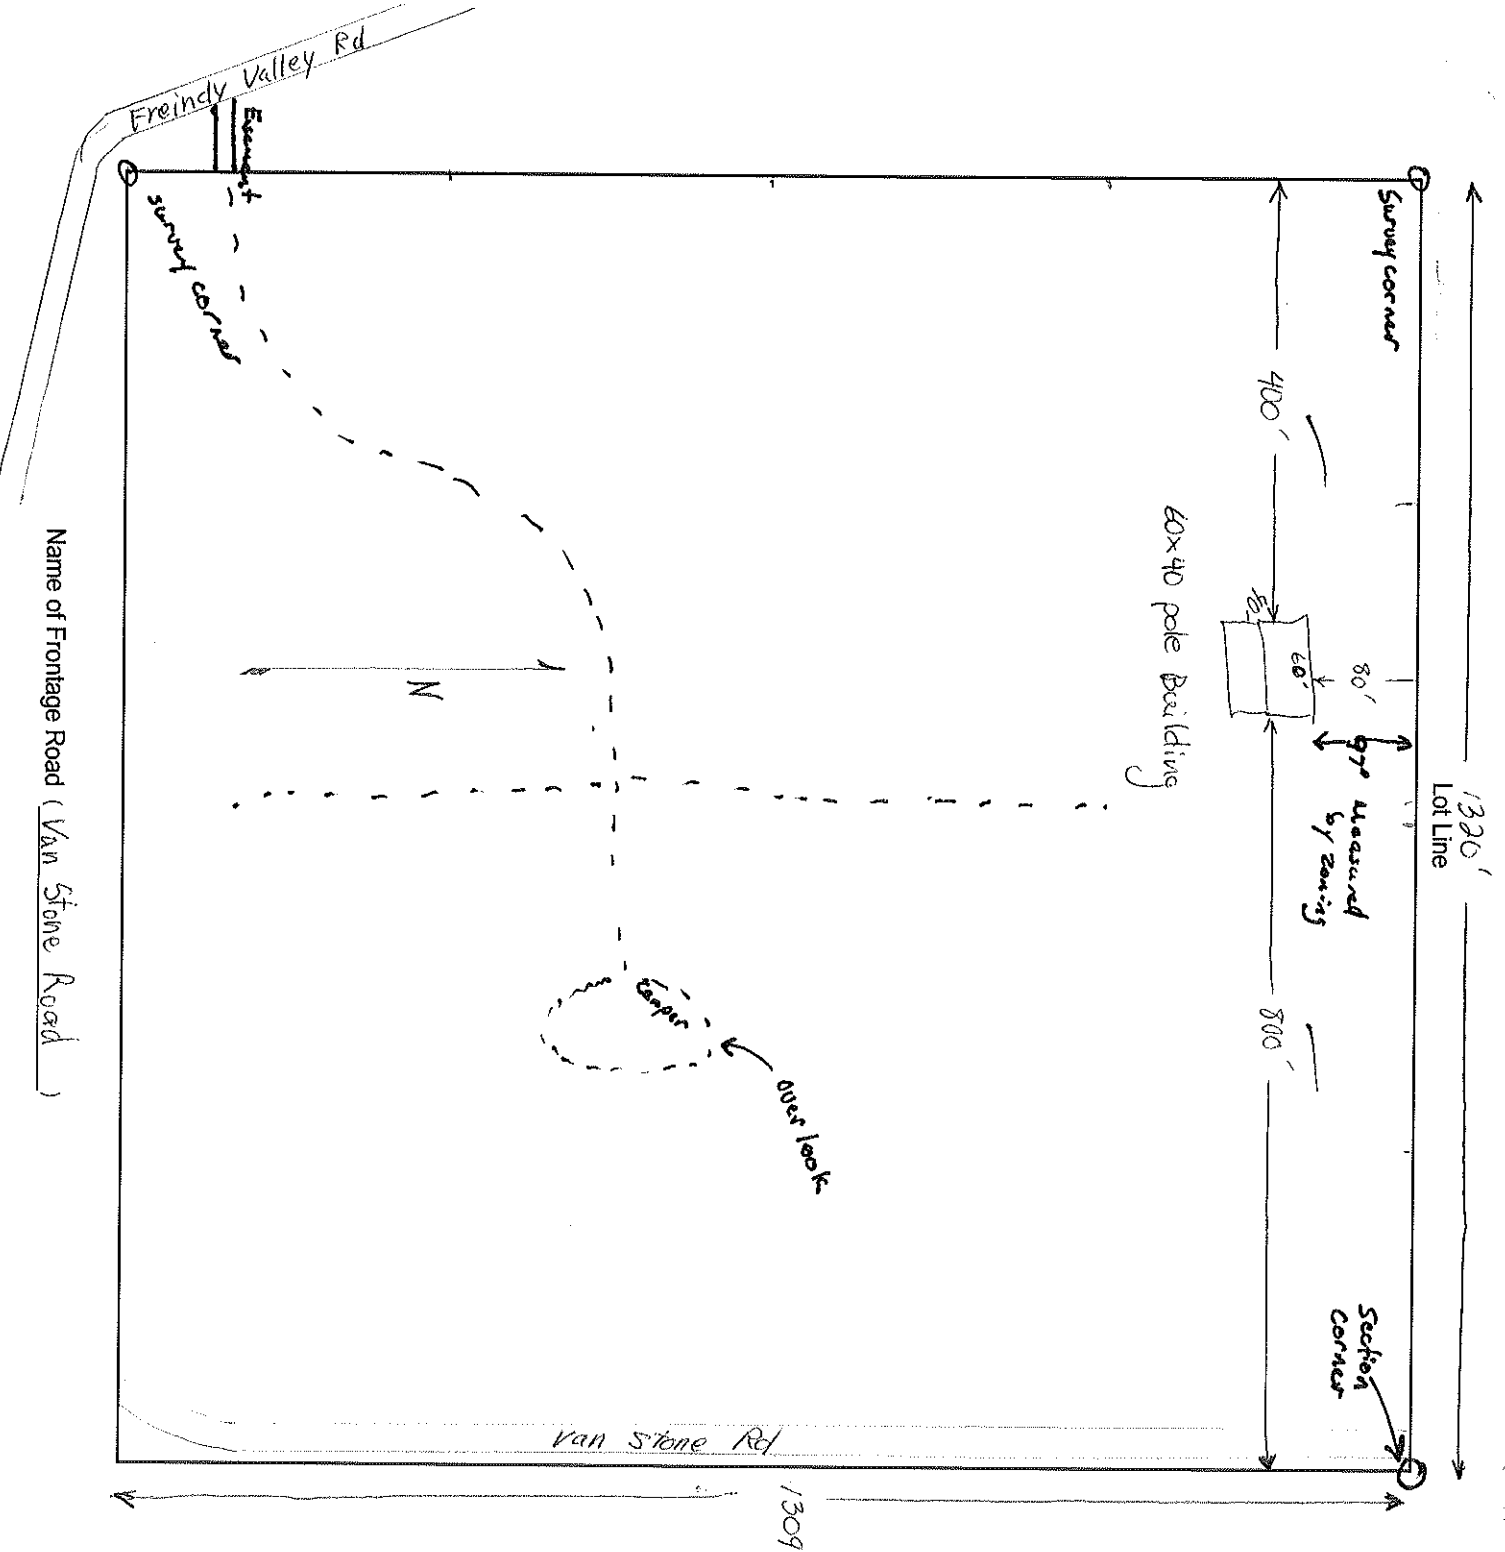 Freindy Valley Rd
Easement
survey corner
Survey corner
1320'
Lot Line
400'
80'
97° Measured
by zoning
60'
40'
60x40 pole Building
800'
N
camper
over look
Section
corner
Van Stone Rd
1309
Name of Frontage Road ( Van Stone Road )